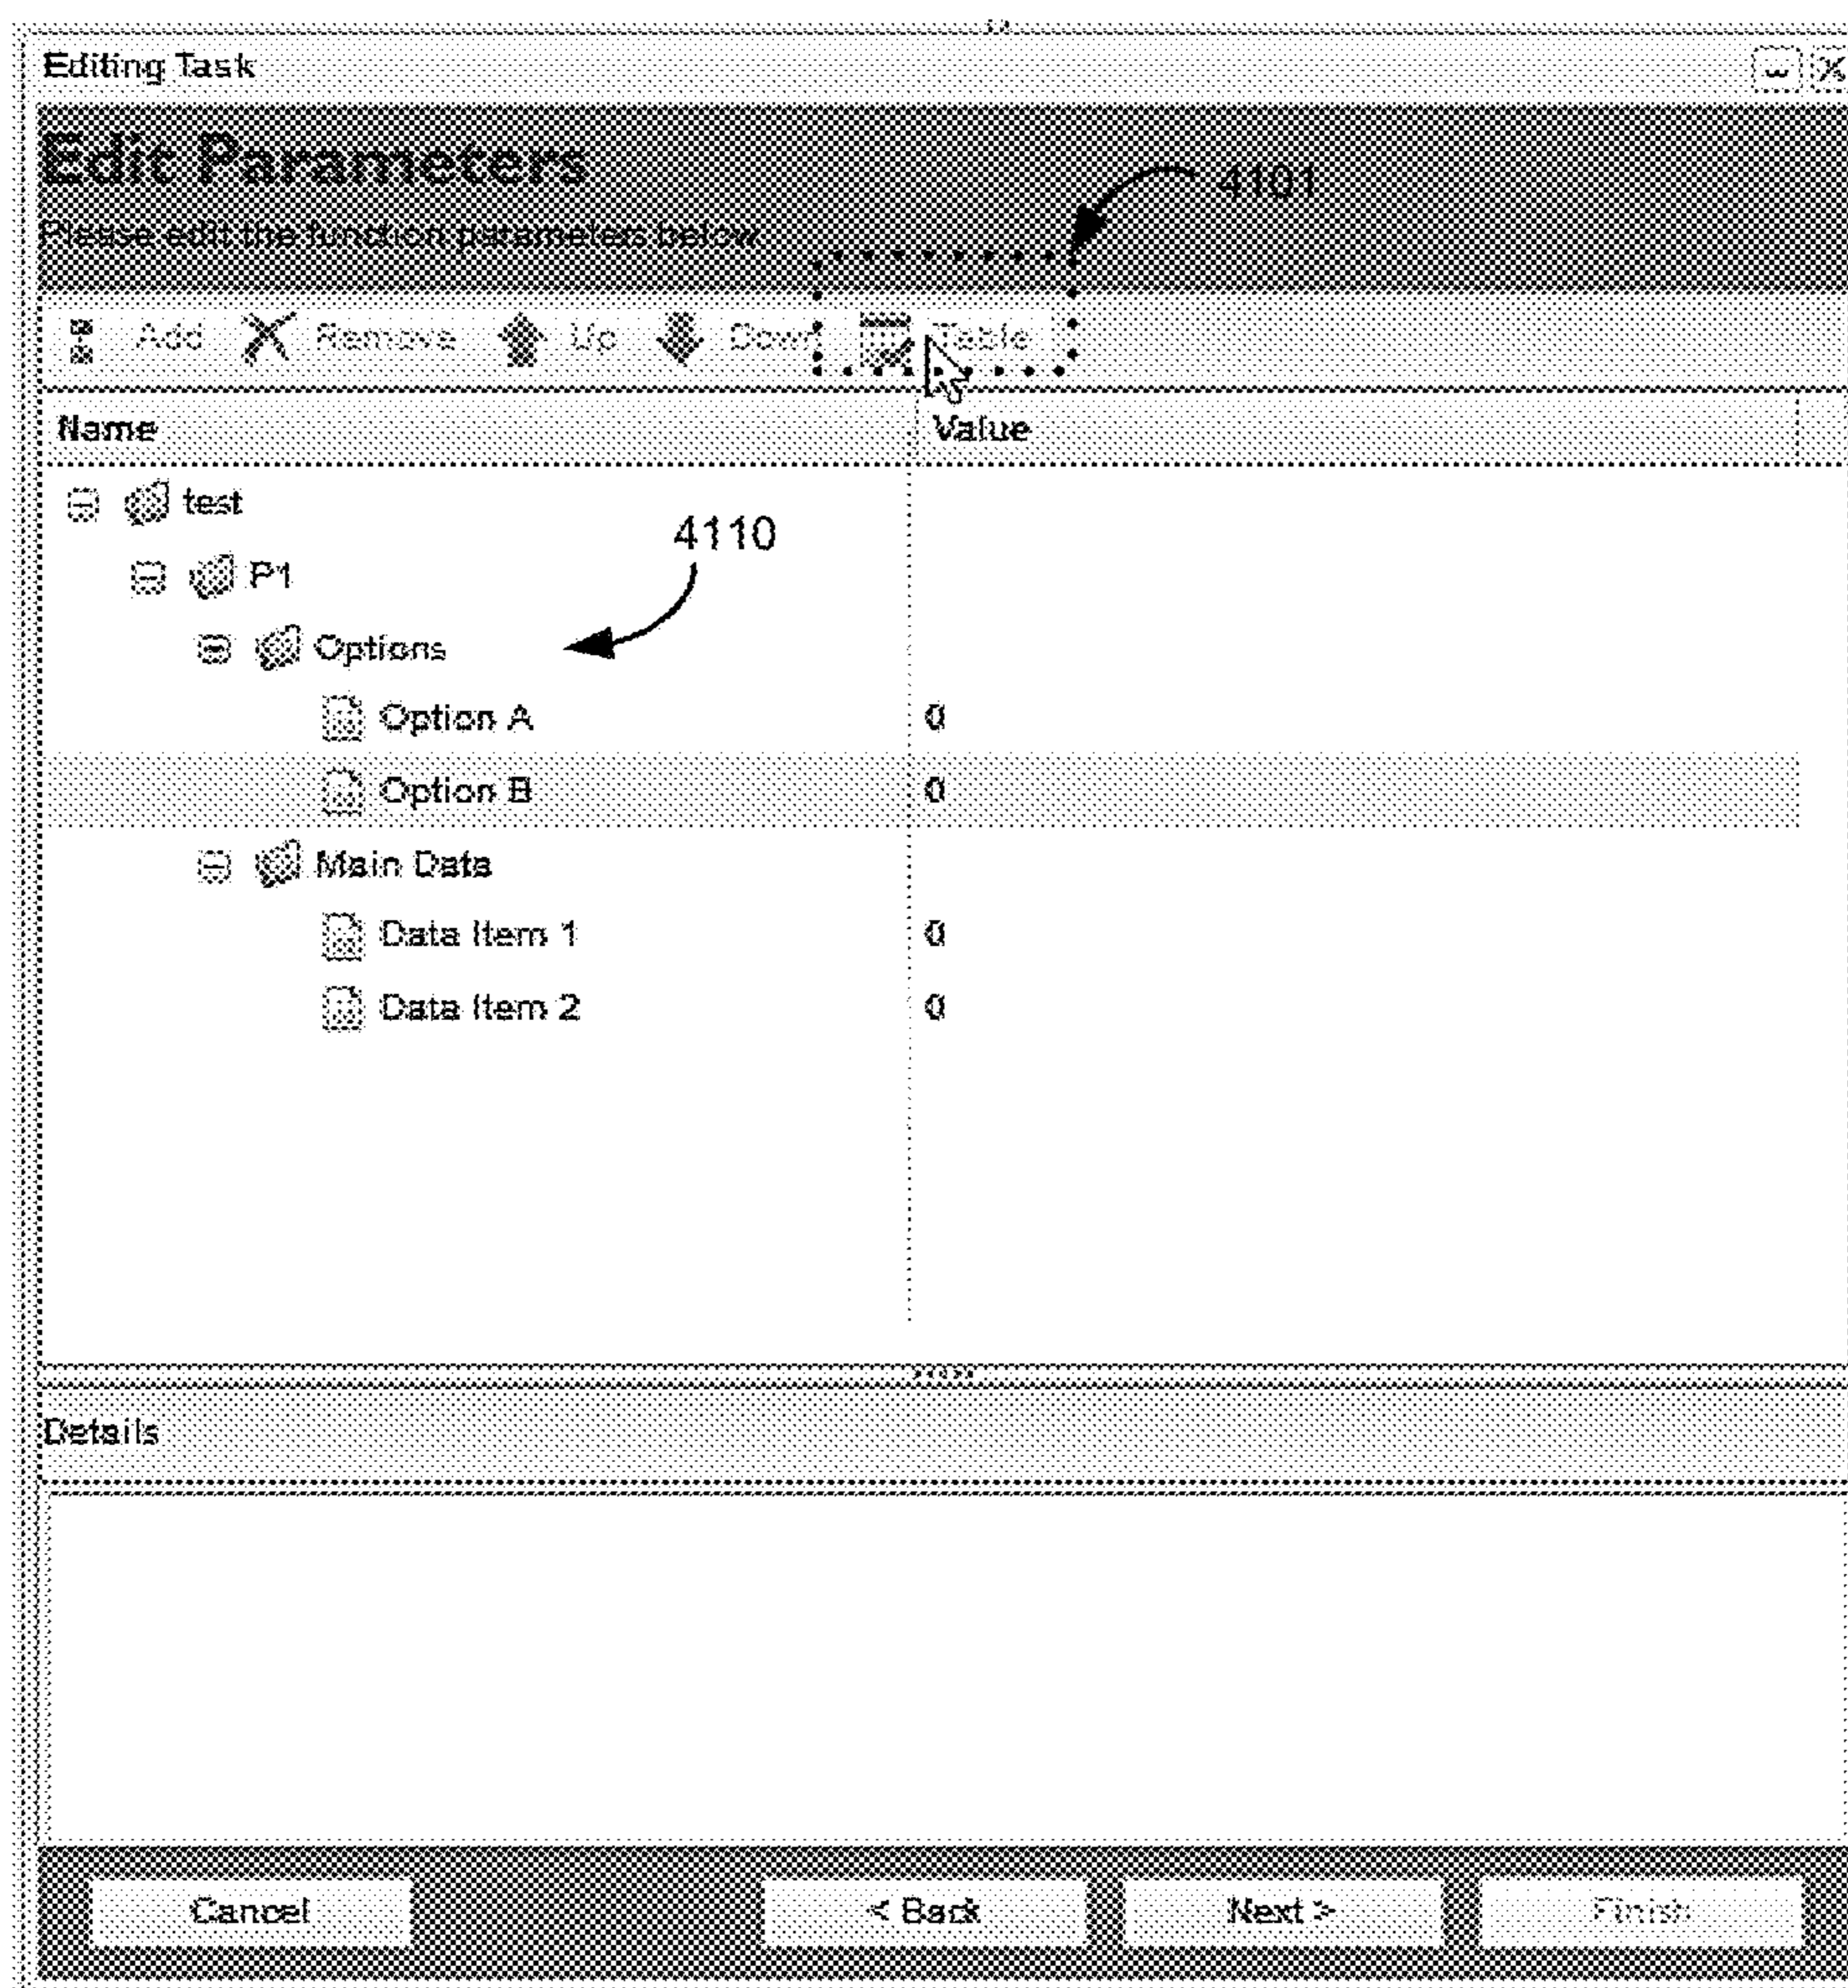 Editing Task
Edit Parameters
4101
Please edit the function parameters below
Add Remove Up Down Table
Name Value
test
4110
P1
Options
Option A 0
Option B 0
Main Data
Data Item 1 0
Data Item 2 0
Details
Cancel < Back Next > Finish